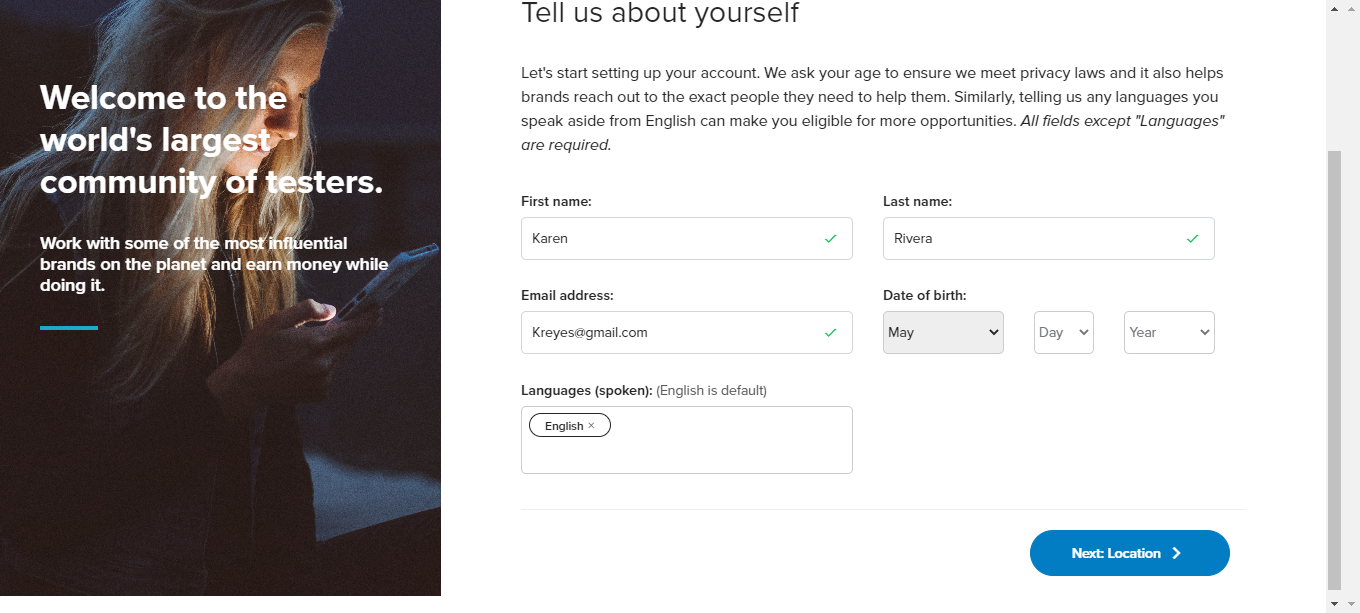 Welcome to the
world's largest
community of testers.
Work with some of the most influential
brands on the planet and earn money while
doing it.
Tell us about yourself
Let's start setting up your account. We ask your age to ensure we meet privacy laws and it also helps
brands reach out to the exact people they need to help them. Similarly, telling us any languages you
speak aside from English can make you eligible for more opportunities. All fields except "Languages"
are required.
First name:
Last name:
Karen
Rivera
Email address:
Date of birth:
Kreyes@gmail.com
May
Day
Year
Languages (spoken): (English is default)
English ×
Next: Location